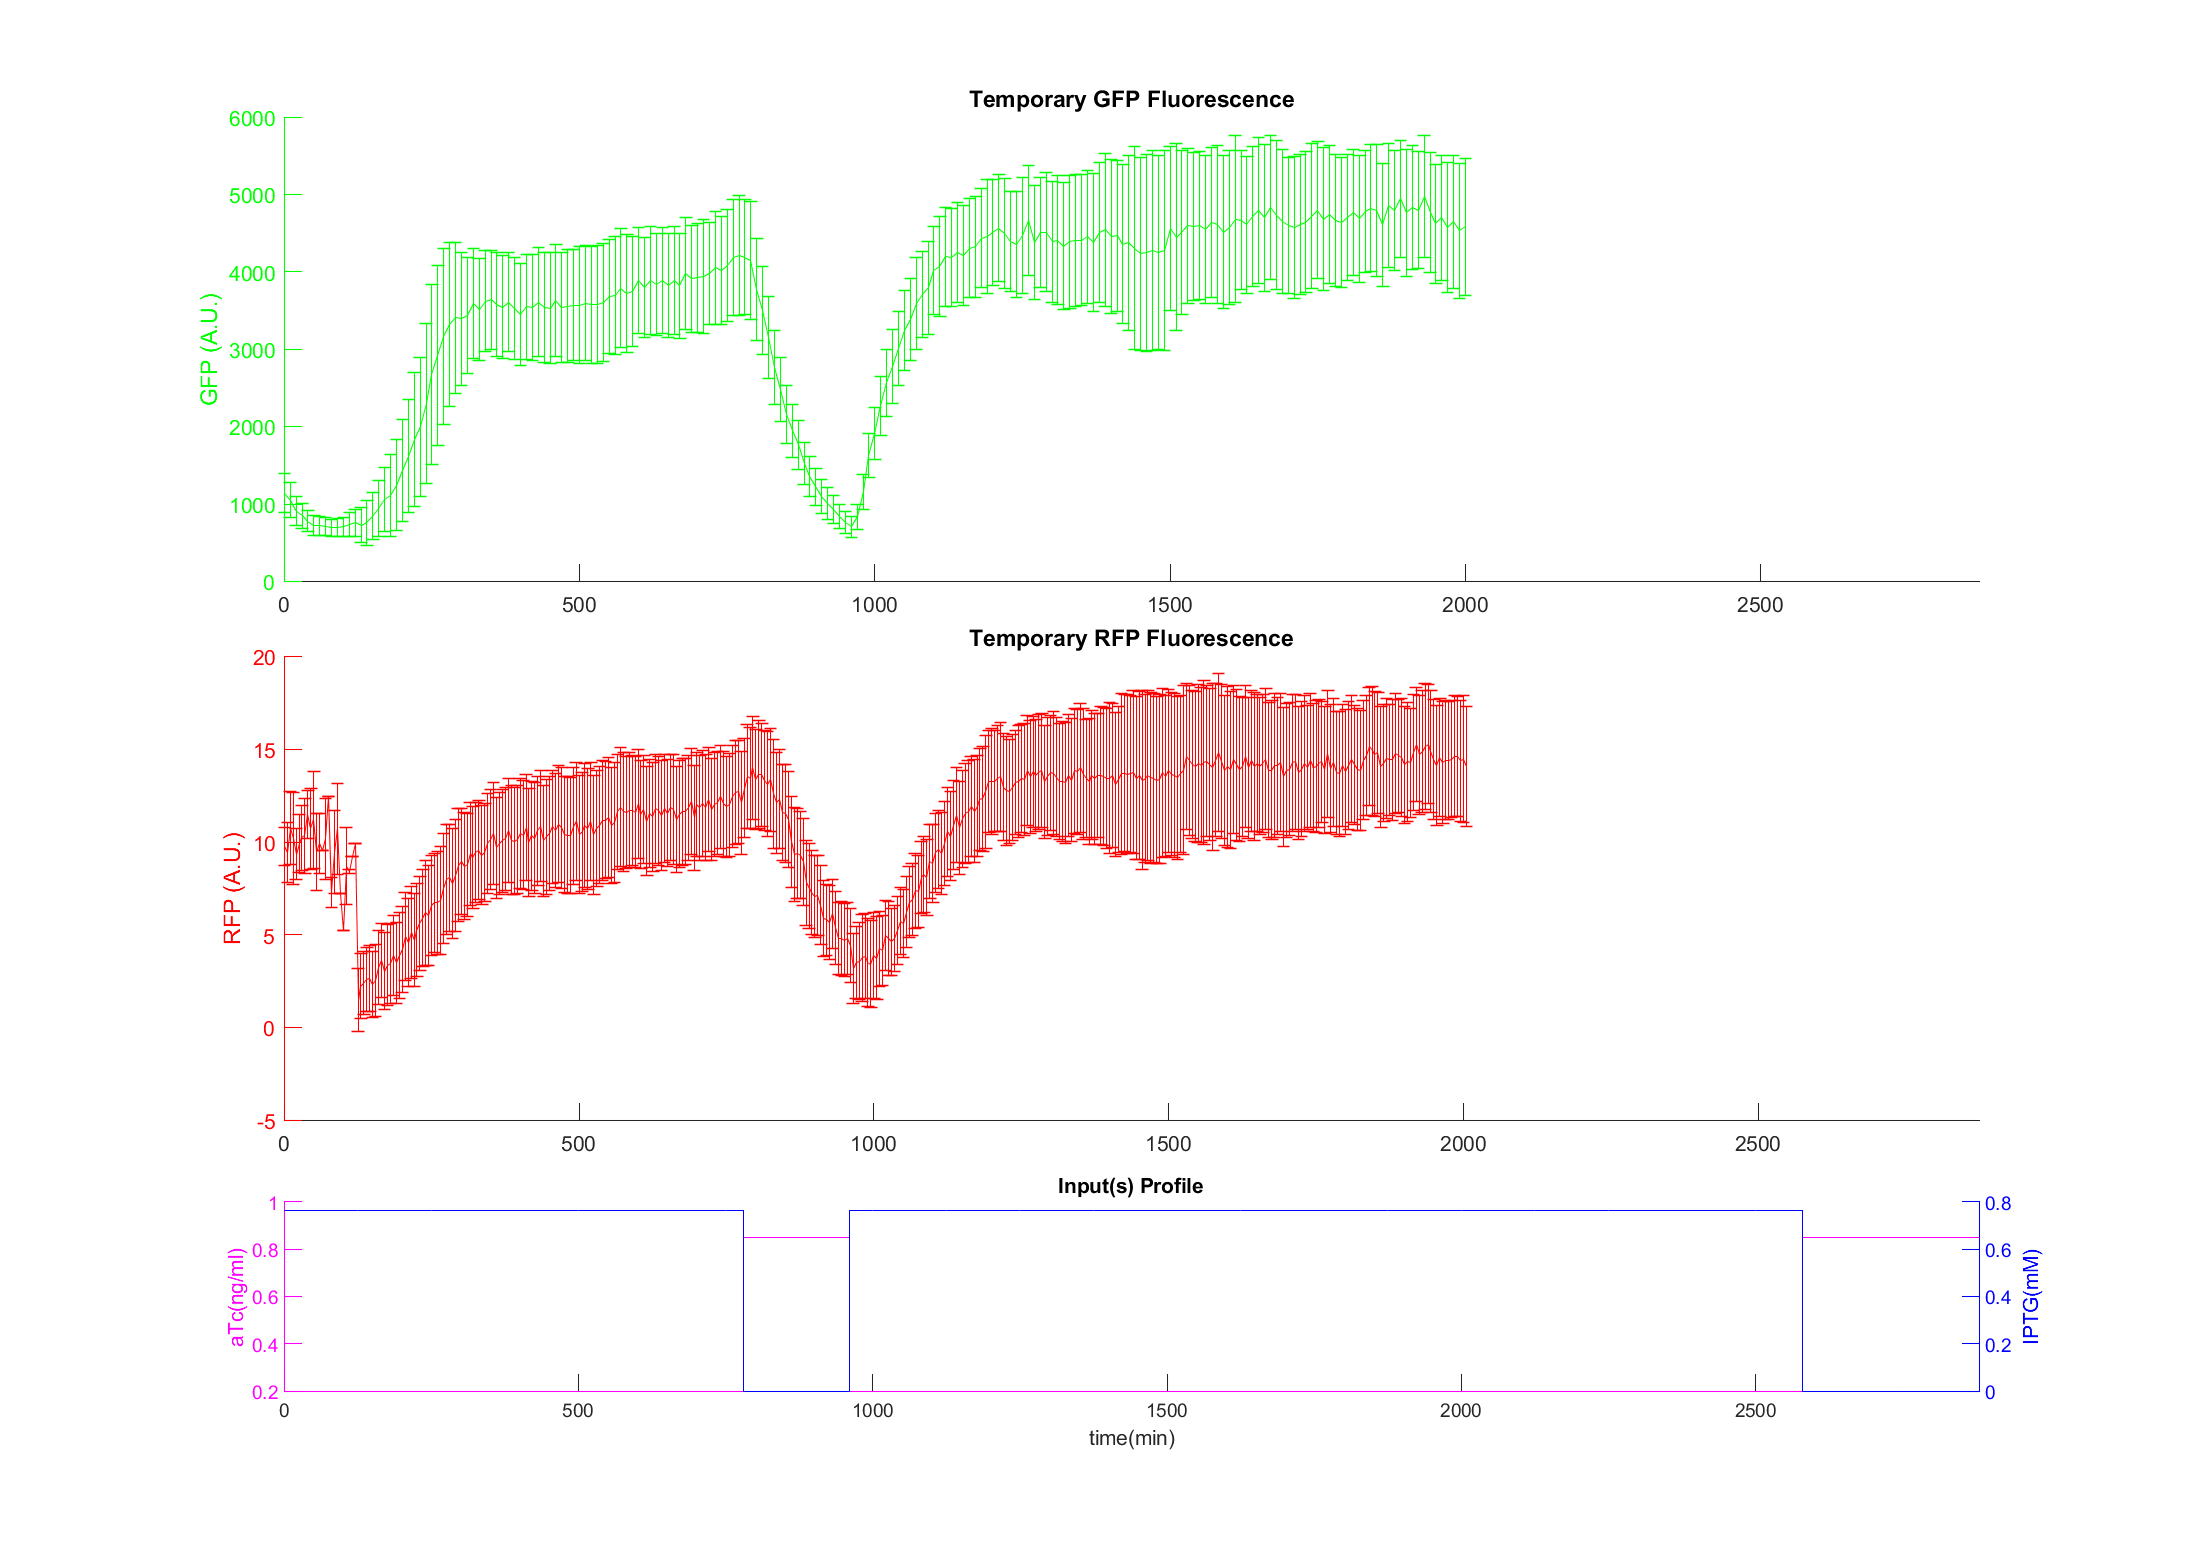 Temporary GFP Fluorescence
6000
5000
4000
3000
2000
1000
0
GFP (A.U.)
0 500 1000 1500 2000 2500
Temporary RFP Fluorescence
20
15
10
5
0
-5
RFP (A.U.)
0 500 1000 1500 2000 2500
Input(s) Profile
1
0.8
0.6
0.4
0.2
aTc(ng/ml)
0.8
0.6
0.4
0.2
0
IPTG(mM)
0 500 1000 1500 2000 2500
time(min)